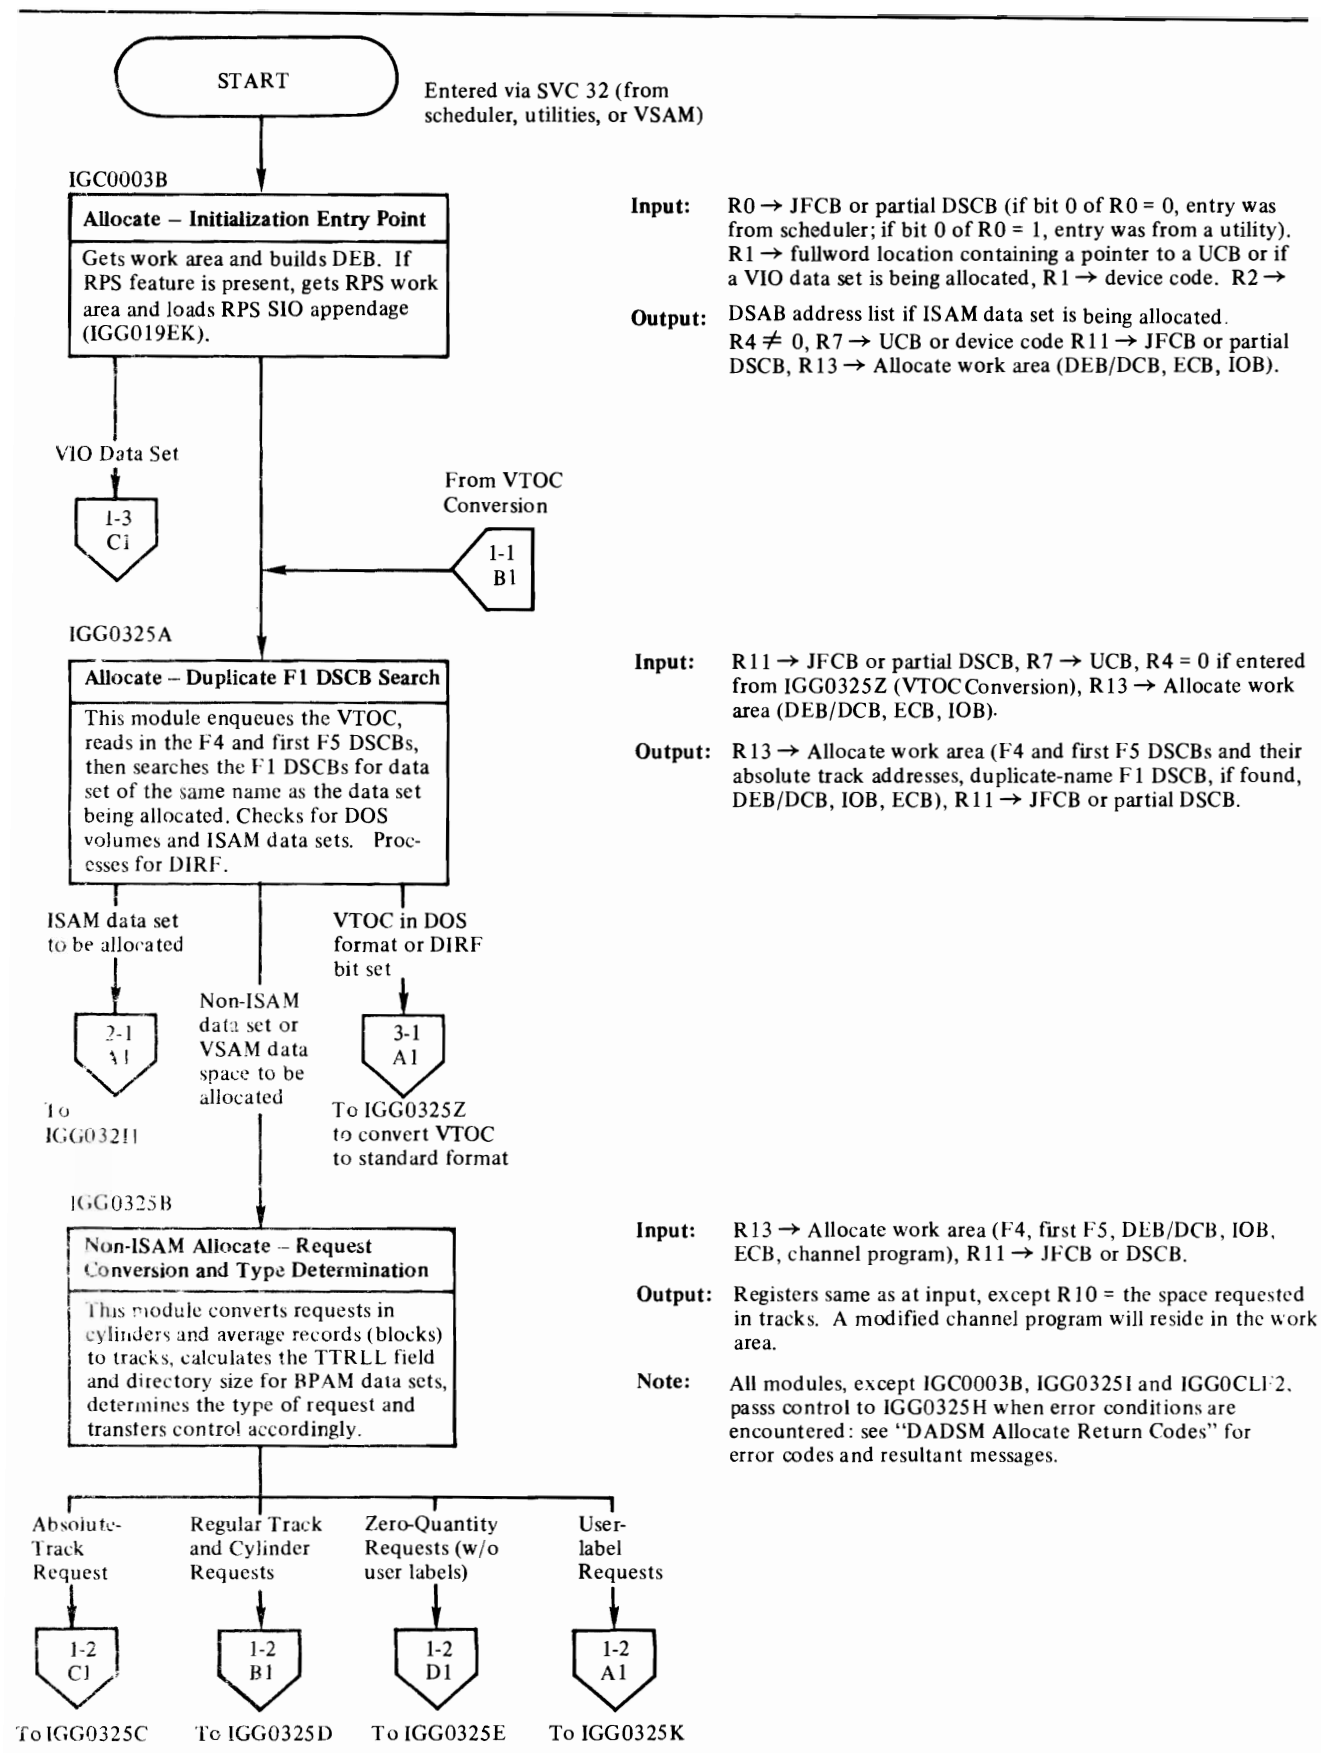 START
Entered via SVC 32 (from
scheduler, utilities, or VSAM)
IGC0003B
Allocate – Initialization Entry Point
Gets work area and builds DEB. If
RPS feature is present, gets RPS work
area and loads RPS SIO appendage
(IGG019EK).
Input: R0 → JFCB or partial DSCB (if bit 0 of R0 = 0, entry was
from scheduler; if bit 0 of R0 = 1, entry was from a utility).
R1 → fullword location containing a pointer to a UCB or if
a VIO data set is being allocated, R1 → device code. R2 →
Output: DSAB address list if ISAM data set is being allocated.
R4 ≠ 0, R7 → UCB or device code R11 → JFCB or partial
DSCB, R13 → Allocate work area (DEB/DCB, ECB, IOB).
VIO Data Set
1-3
C1
From VTOC
Conversion
1-1
B1
IGG0325A
Allocate – Duplicate F1 DSCB Search
This module enqueues the VTOC,
reads in the F4 and first F5 DSCBs,
then searches the F1 DSCBs for data
set of the same name as the data set
being allocated. Checks for DOS
volumes and ISAM data sets. Proc-
esses for DIRF.
Input: R11 → JFCB or partial DSCB, R7 → UCB, R4 = 0 if entered
from IGG0325Z (VTOC Conversion), R13 → Allocate work
area (DEB/DCB, ECB, IOB).
Output: R13 → Allocate work area (F4 and first F5 DSCBs and their
absolute track addresses, duplicate-name F1 DSCB, if found,
DEB/DCB, IOB, ECB), R11 → JFCB or partial DSCB.
ISAM data set
to be allocated
2-1
A1
To
Non-ISAM
data set or
VSAM data
space to be
allocated
VTOC in DOS
format or DIRF
bit set
3-1
A1
To IGG0325Z
to convert VTOC
to standard format
IGG0325B
Non-ISAM Allocate – Request
Conversion and Type Determination
This module converts requests in
cylinders and average records (blocks)
to tracks, calculates the TTRLL field
and directory size for BPAM data sets,
determines the type of request and
transfers control accordingly.
Input: R13 → Allocate work area (F4, first F5, DEB/DCB, IOB,
ECB, channel program), R11 → JFCB or DSCB.
Output: Registers same as at input, except R10 = the space requested
in tracks. A modified channel program will reside in the work
area.
Note: All modules, except IGC0003B, IGG0325I and
passs control to IGG0325H when error conditions are
encountered: see “DADSM Allocate Return Codes” for
error codes and resultant messages.
Absolute-
Track
Request
1-2
C1
To IGG0325C
Regular Track
and Cylinder
Requests
1-2
B1
To IGG0325D
Zero-Quantity
Requests (w/o
user labels)
1-2
D1
To IGG0325E
User-
label
Requests
1-2
A1
To IGG0325K